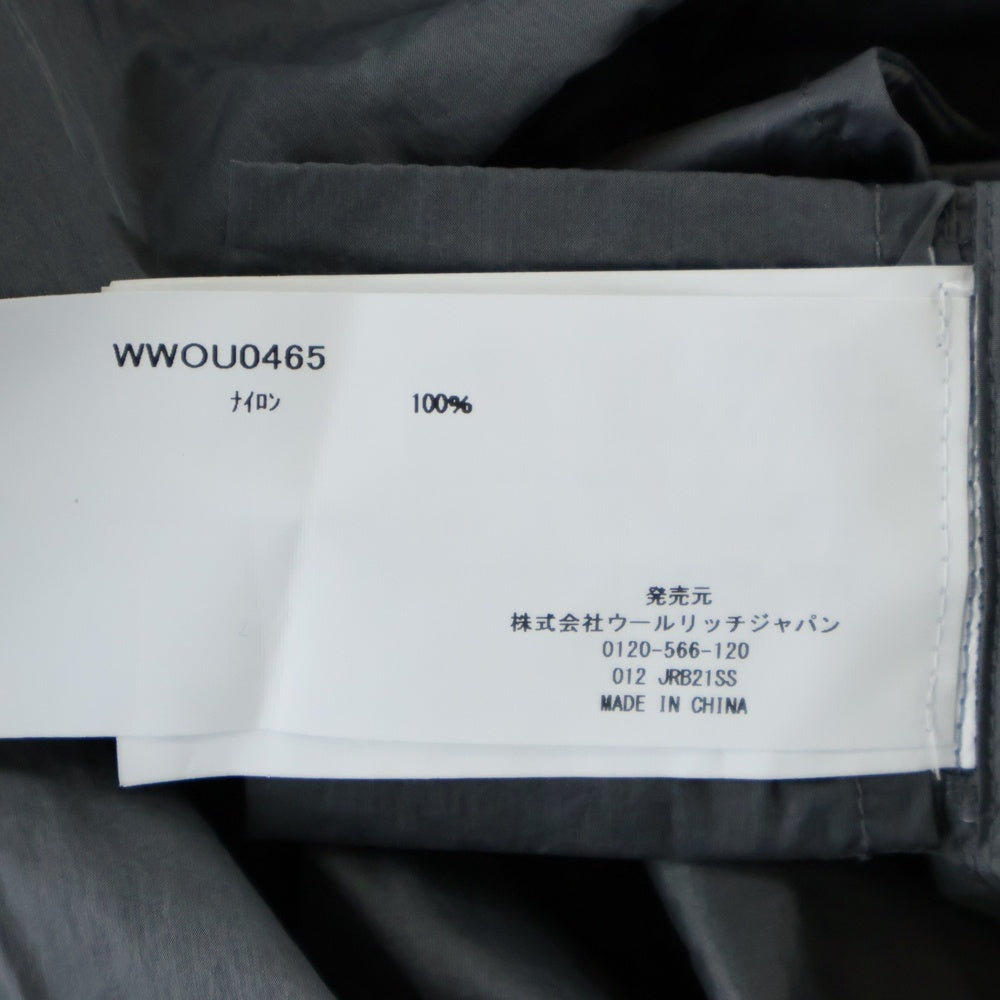 WWOU0465
ﾅｲﾛﾝ 100%
発売元
株式会社ウールリッチジャパン
0120-566-120
012 JRB21SS
MADE IN CHINA